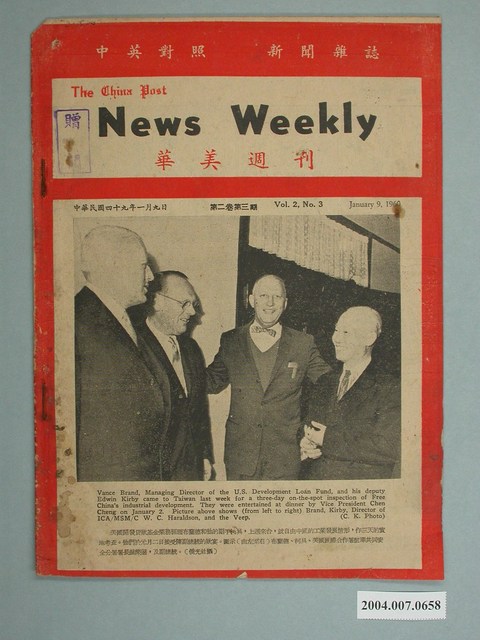 中英對照 新聞雜誌
The China Post
贈
News Weekly
華美週刊
中華民國四十九年一月九日 第二卷第三期 Vol. 2, No. 3 January 9, 1960
Vance Brand, Managing Director of the U.S. Development Loan Fund, and his deputy
Edwin Kirby came to Taiwan last week for a three-day on-the-spot inspection of Free
China's industrial development. They were entertained at dinner by Vice President Chen
Cheng on January 2. Picture above shows (from left to right) Brand, Kirby, Director of
ICA/MSM/C W. C. Haraldson, and the Veep. (C. K. Photo)
2004.007.0658